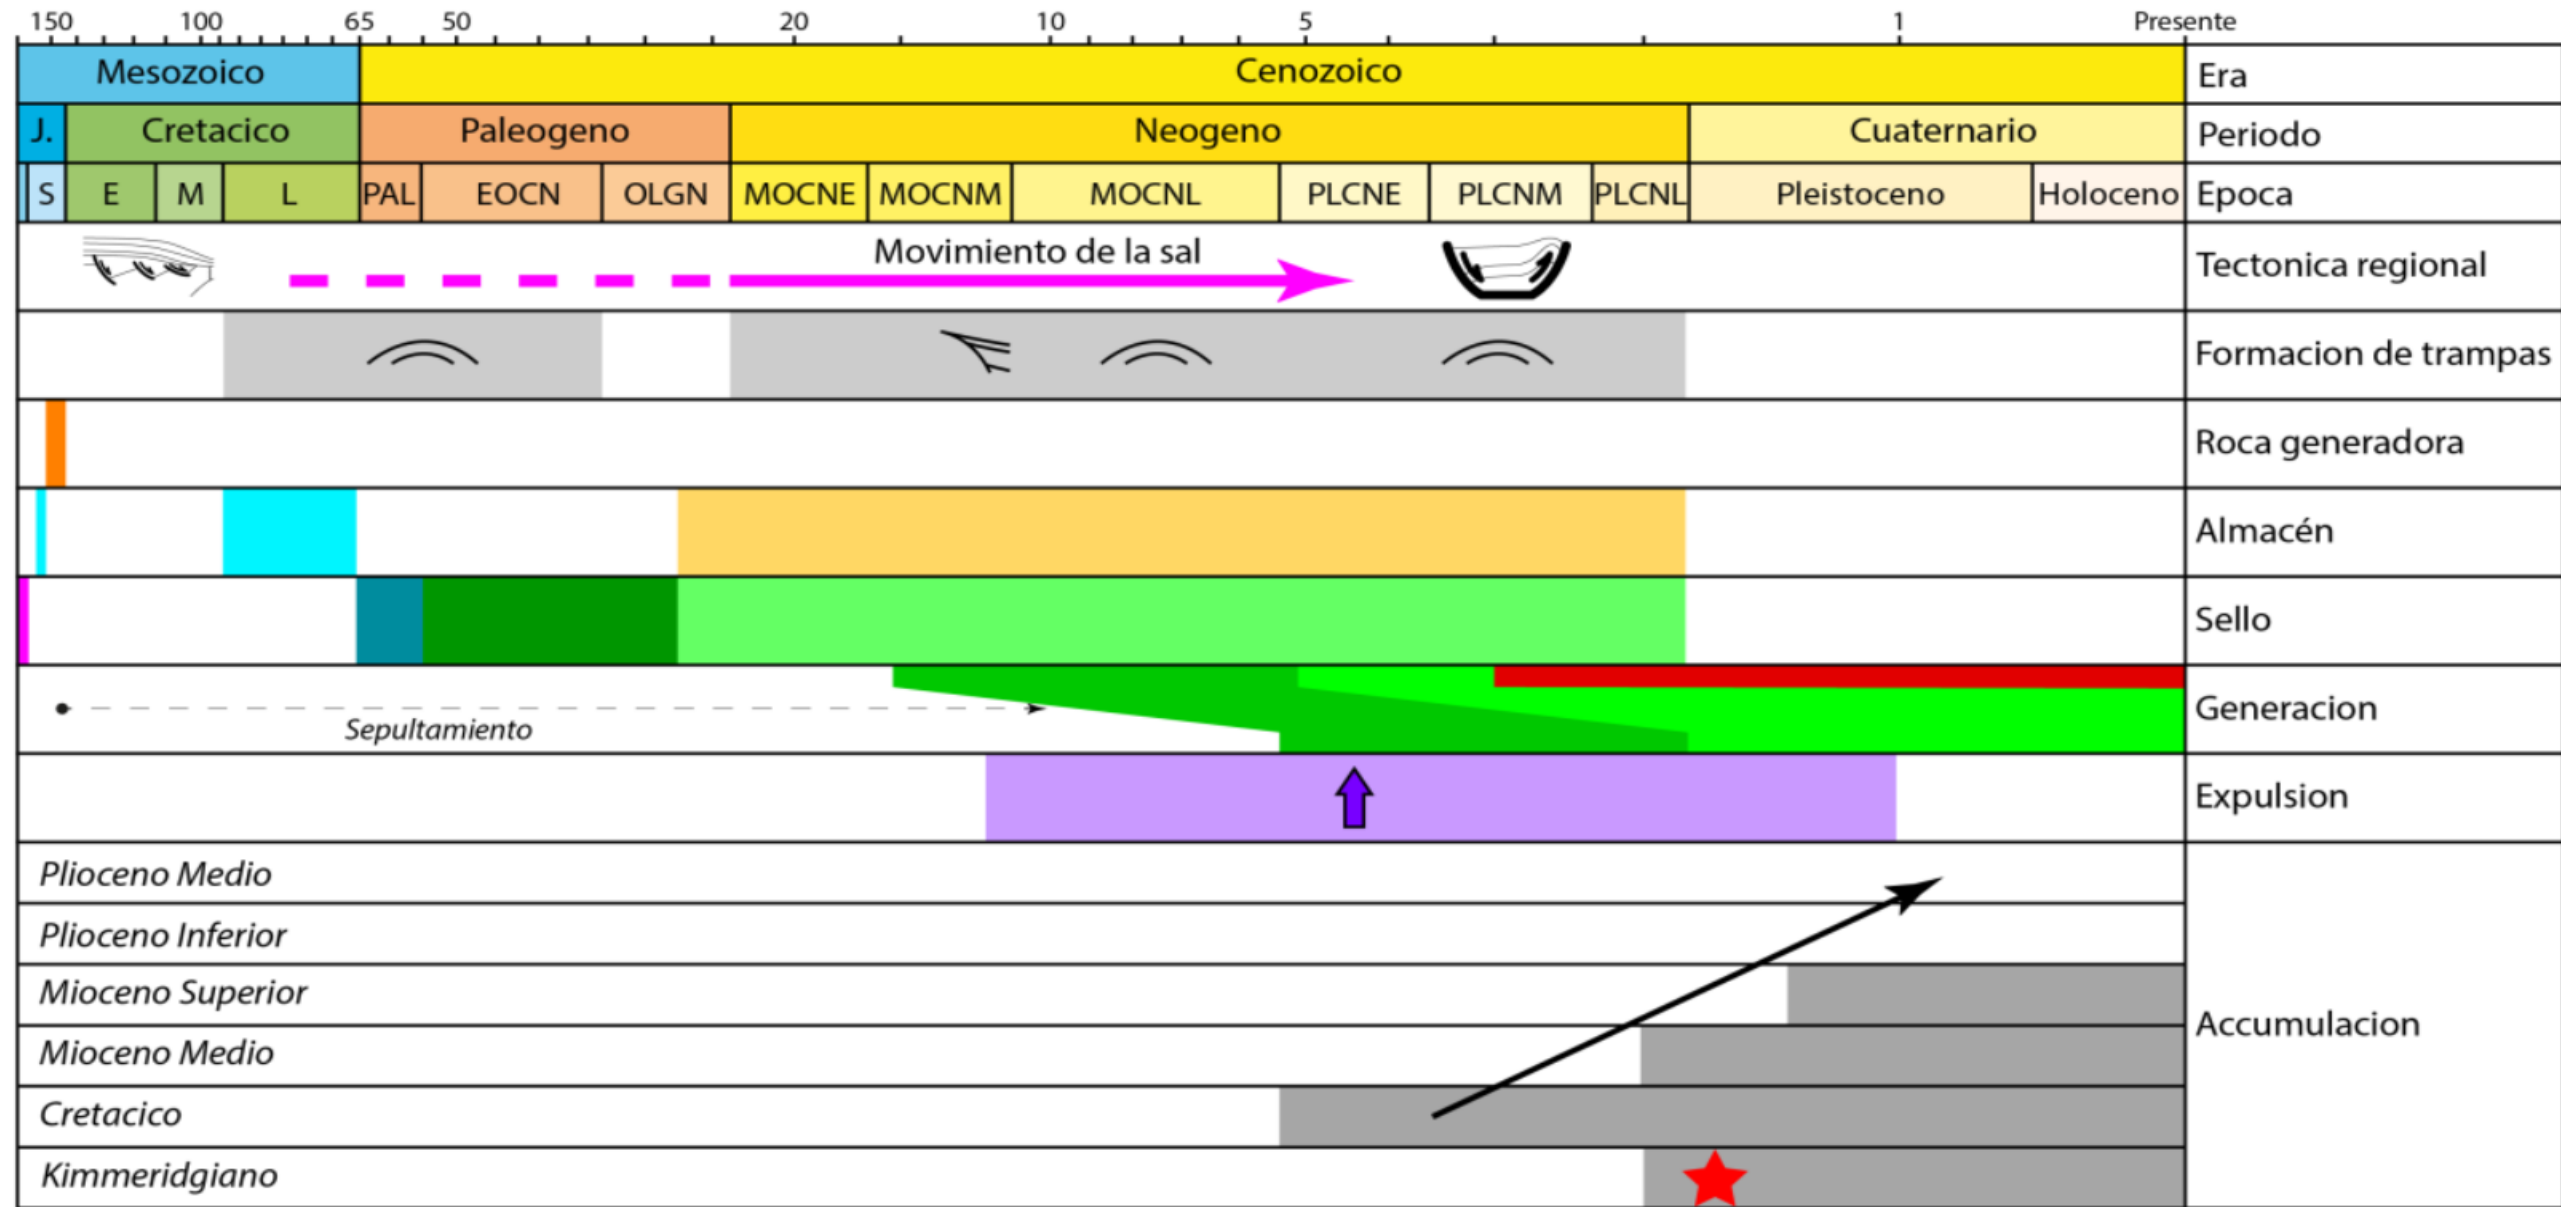 150 100 65 50 20 10 5 1 Presente
Mesozoico Cenozoico Era
J. Cretacico Paleogeno Neogeno Cuaternario Periodo
S E M L PAL EOCN OLGN MOCNE MOCNM MOCNL PLCNE PLCNM PLCNL Pleistoceno Holoceno Epoca
Movimiento de la sal Tectonica regional
Formacion de trampas
Roca generadora
Almacén
Sello
Sepultamiento Generacion
Expulsion
Plioceno Medio
Plioceno Inferior
Mioceno Superior
Mioceno Medio
Accumulacion
Cretacico
Kimmeridgiano